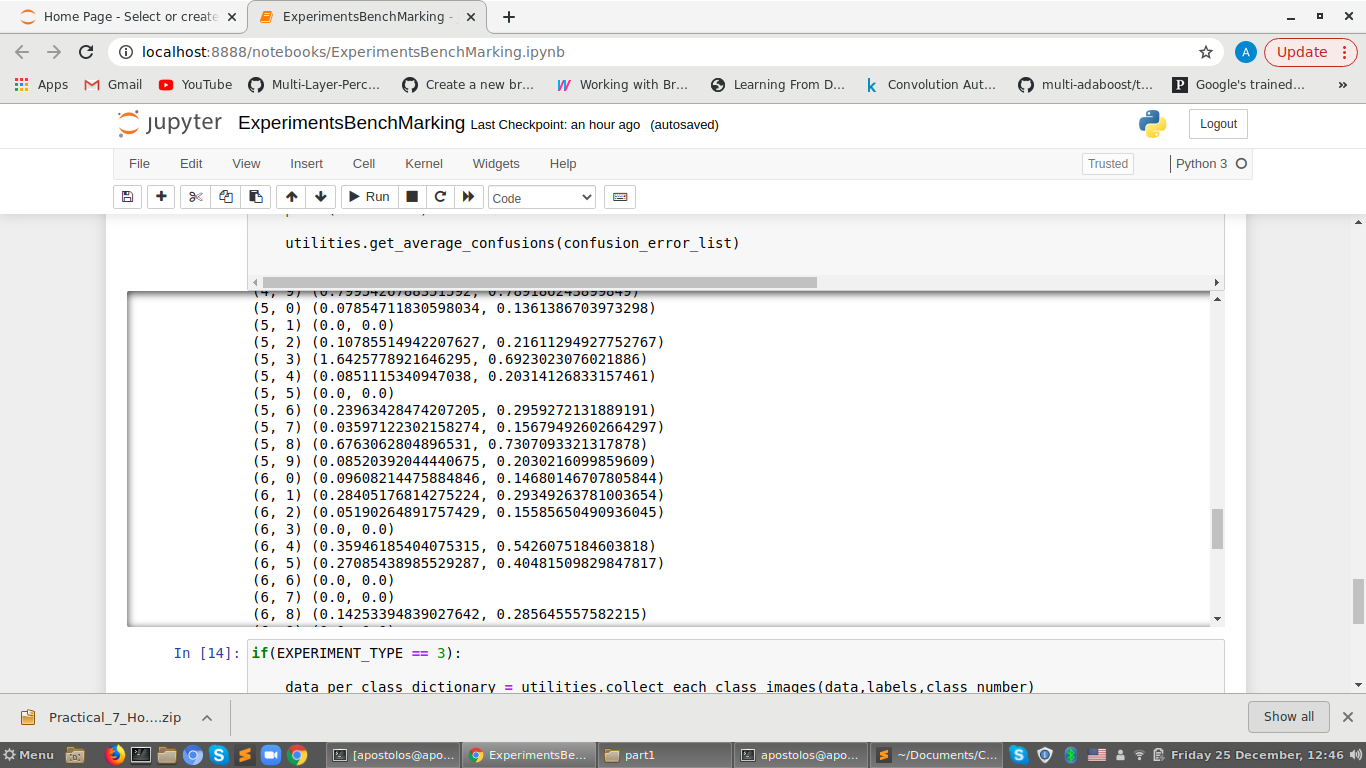 Home Page - Select or create
ExperimentsBenchMarking -
localhost:8888/notebooks/ExperimentsBenchMarking.ipynb
A
Update
Apps
Gmail
YouTube
Multi-Layer-Perc...
Create a new br...
Working with Br...
Learning From D...
Convolution Aut...
multi-adaboost/t...
Google's trained...
»
jupyter
ExperimentsBenchMarking Last Checkpoint: an hour ago (autosaved)
Logout
File Edit View Insert Cell Kernel Widgets Help
Trusted
Python 3
Run
Code
utilities.get_average_confusions(confusion_error_list)
(4, 9) (0.7995426788351592, 0.789186243899849)
(5, 0) (0.07854711830598034, 0.1361386703973298)
(5, 1) (0.0, 0.0)
(5, 2) (0.10785514942207627, 0.21611294927752767)
(5, 3) (1.6425778921646295, 0.6923023076021886)
(5, 4) (0.0851115340947038, 0.20314126833157461)
(5, 5) (0.0, 0.0)
(5, 6) (0.23963428474207205, 0.2959272131889191)
(5, 7) (0.03597122302158274, 0.15679492602664297)
(5, 8) (0.6763062804896531, 0.7307093321317878)
(5, 9) (0.08520392044440675, 0.2030216099859609)
(6, 0) (0.09608214475884846, 0.14680146707805844)
(6, 1) (0.28405176814275224, 0.29349263781003654)
(6, 2) (0.05190264891757429, 0.15585650490936045)
(6, 3) (0.0, 0.0)
(6, 4) (0.35946185404075315, 0.5426075184603818)
(6, 5) (0.27085438985529287, 0.40481509829847817)
(6, 6) (0.0, 0.0)
(6, 7) (0.0, 0.0)
(6, 8) (0.14253394839027642, 0.285645557582215)
In [14]: if(EXPERIMENT_TYPE == 3):
data_per_class_dictionary = utilities.collect_each_class_images(data,labels,class_number)
Practical_7_Ho....zip
Show all
Menu
[apostolos@apo...
ExperimentsBe...
part1
apostolos@apo...
~/Documents/C...
Friday 25 December, 12:46